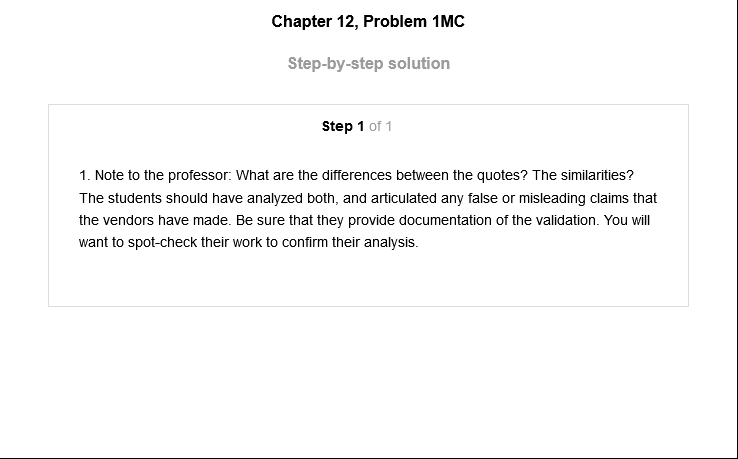 Chapter 12, Problem 1MC
Step-by-step solution
Step 1 of 1
1. Note to the professor: What are the differences between the quotes? The similarities?
The students should have analyzed both, and articulated any false or misleading claims that
the vendors have made. Be sure that they provide documentation of the validation. You will
want to spot-check their work to confirm their analysis.